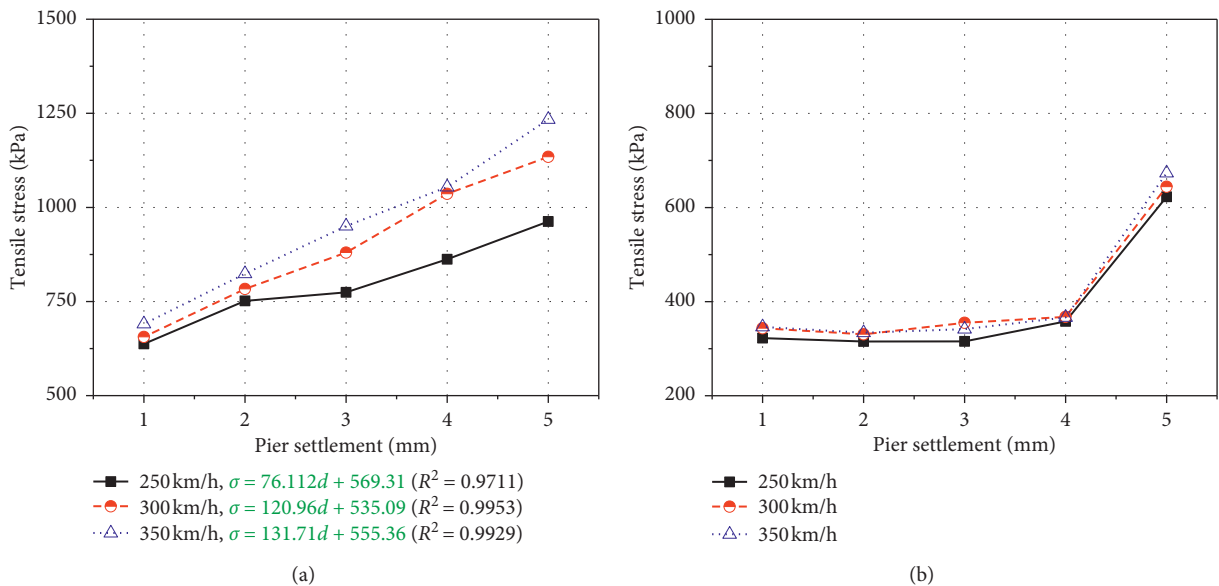 1500
1250
1000
750
500
Tensile stress (kPa)
1 2 3 4 5
Pier settlement (mm)
250 km/h, σ = 76.112d + 569.31 (R² = 0.9711)
300 km/h, σ = 120.96d + 535.09 (R² = 0.9953)
350 km/h, σ = 131.71d + 555.36 (R² = 0.9929)
(a)
1000
800
600
400
200
Tensile stress (kPa)
1 2 3 4 5
Pier settlement (mm)
250 km/h
300 km/h
350 km/h
(b)